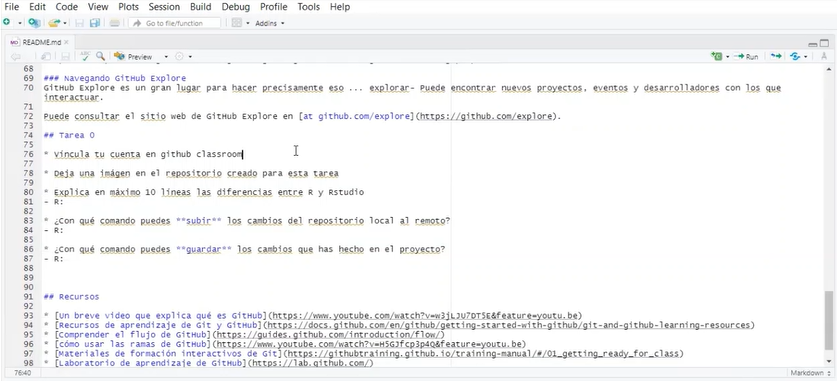 File Edit Code View Plots Session Build Debug Profile Tools Help
Go to file/function Addins
README.md
Preview Run
68
69 ### Navegando GitHub Explore
70 GitHub Explore es un gran lugar para hacer precisamente eso ... explorar- Puede encontrar nuevos proyectos, eventos y desarrolladores con los que
interactuar.
71
72 Puede consultar el sitio web de GitHub Explore en [at github.com/explore](https://github.com/explore).
73
74 ## Tarea 0
75
76 * Vincula tu cuenta en github classroom
77
78 * Deja una imágen en el repositorio creado para esta tarea
79
80 * Explica en máximo 10 lineas las diferencias entre R y Rstudio
81 - R:
82
83 * ¿Con qué comando puedes **subir** los cambios del repositorio local al remoto?
84 - R:
85
86 * ¿Con qué comando puedes **guardar** los cambios que has hecho en el proyecto?
87 - R:
88
89
90
91 ## Recursos
92
93 * [Un breve video que explica qué es GitHub](https://www.youtube.com/watch?v=w3jLJU7DT5E&feature=youtu.be)
94 * [Recursos de aprendizaje de Git y GitHub](https://docs.github.com/en/github/getting-started-with-github/git-and-github-learning-resources)
95 * [Comprender el flujo de GitHub](https://guides.github.com/introduction/flow/)
96 * [cómo usar las ramas de GitHub](https://www.youtube.com/watch?v=H5GJfcp3p4Q&feature=youtu.be)
97 * [Materiales de formación interactivos de Git](https://githubtraining.github.io/training-manual/#/01_getting_ready_for_class)
98 * [Laboratorio de aprendizaje de GitHub](https://lab.github.com/)
76:40 Markdown